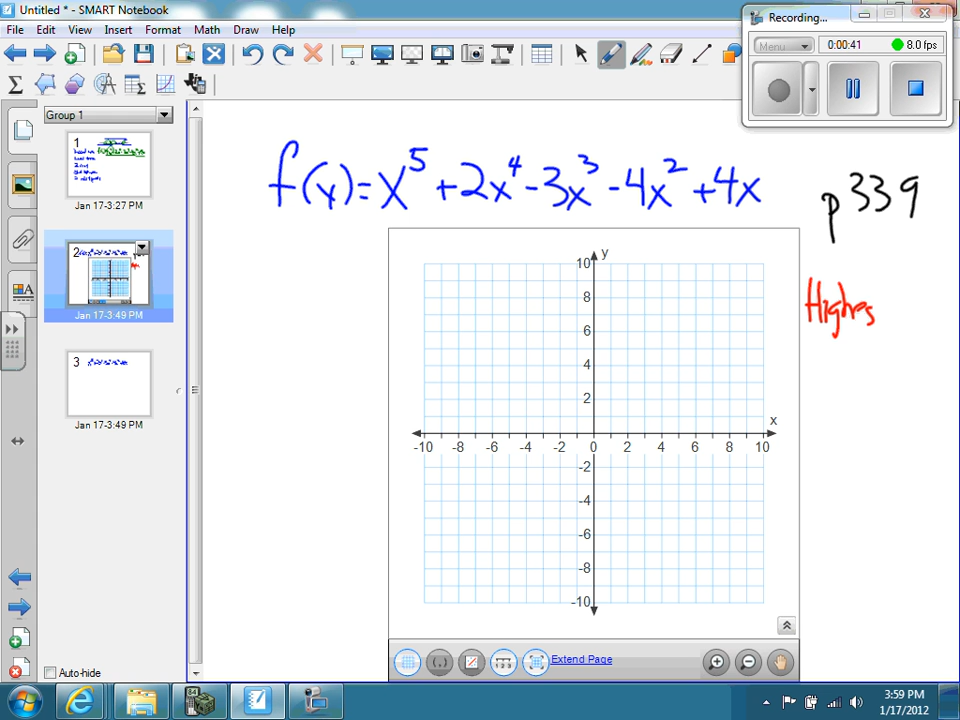 Untitled * - SMART Notebook
File Edit View Insert Format Math Draw Help
Recording...
Menu 0:00:41 8.0 fps
Group 1
1
Jan 17-3:27 PM
2
Jan 17-3:49 PM
3
Jan 17-3:49 PM
Auto-hide
f(x)=x⁵+2x⁴-3x³-4x²+4x
p339
Highes
y
10
8
6
4
2
x
-10 -8 -6 -4 -2 0 2 4 6 8 10
-2
-4
-6
-8
-10
Extend Page
3:59 PM
1/17/2012